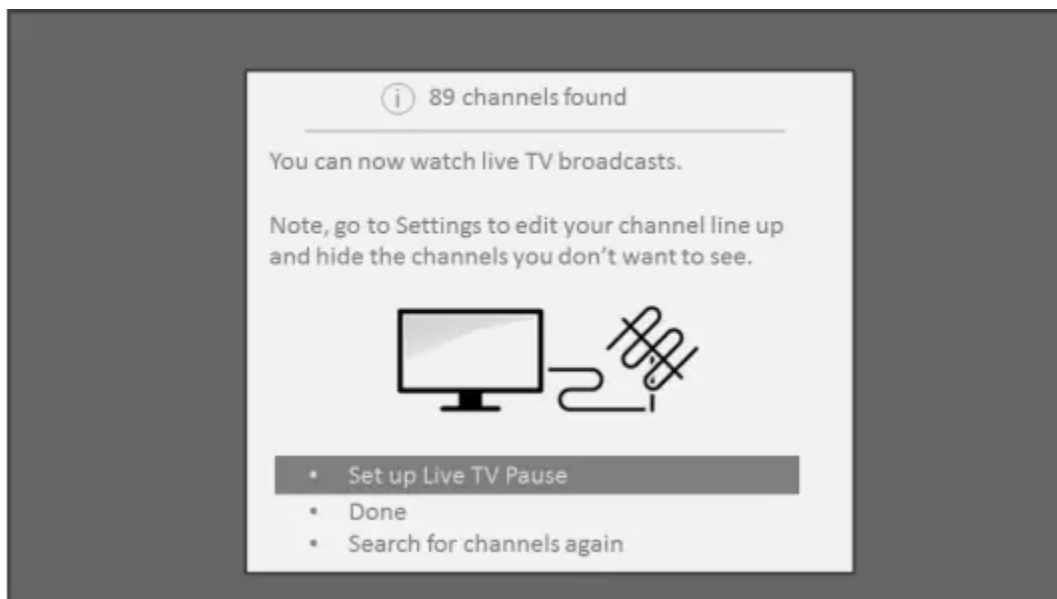 i 89 channels found
You can now watch live TV broadcasts.
Note, go to Settings to edit your channel line up
and hide the channels you don’t want to see.
• Set up Live TV Pause
• Done
• Search for channels again